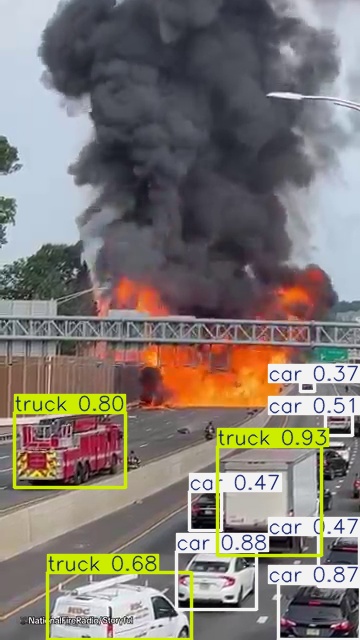 car 0.37
truck 0.80
car 0.51
truck 0.93
car 0.47
car 0.47
car 0.88
truck 0.68
car 0.87
NationalFireRadio/Storyful